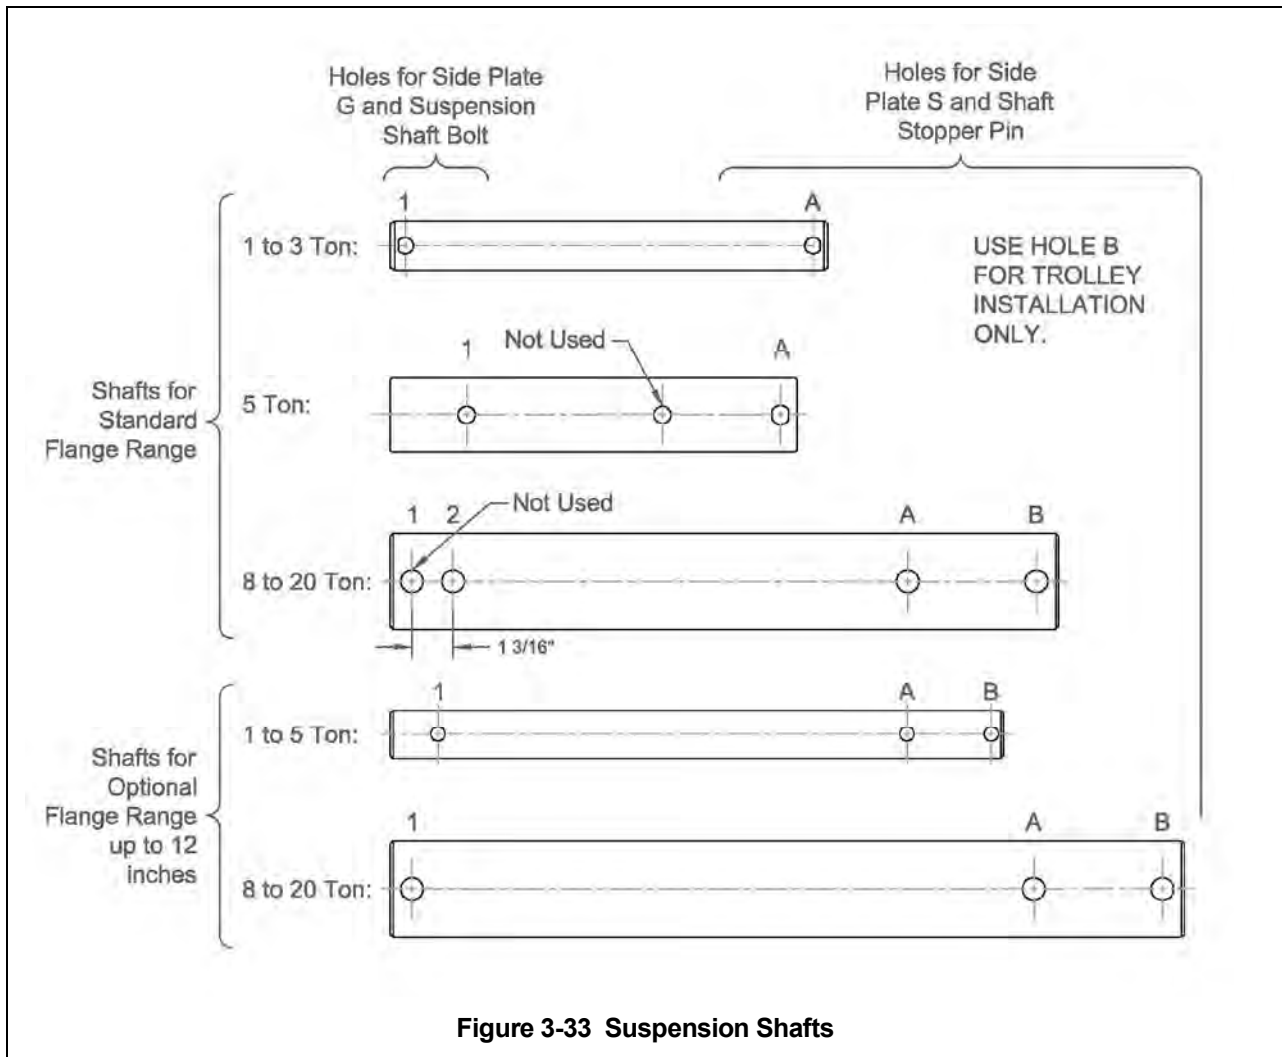 Holes for Side Plate
G and Suspension
Shaft Bolt
Holes for Side
Plate S and Shaft
Stopper Pin
1
A
1 to 3 Ton:
USE HOLE B
FOR TROLLEY
INSTALLATION
ONLY.
1
Not Used
A
5 Ton:
Shafts for
Standard
Flange Range
1
2
Not Used
A
B
8 to 20 Ton:
1 3/16"
1
A
B
1 to 5 Ton:
Shafts for
Optional
Flange Range
up to 12
inches
1
A
B
8 to 20 Ton:
Figure 3-33 Suspension Shafts